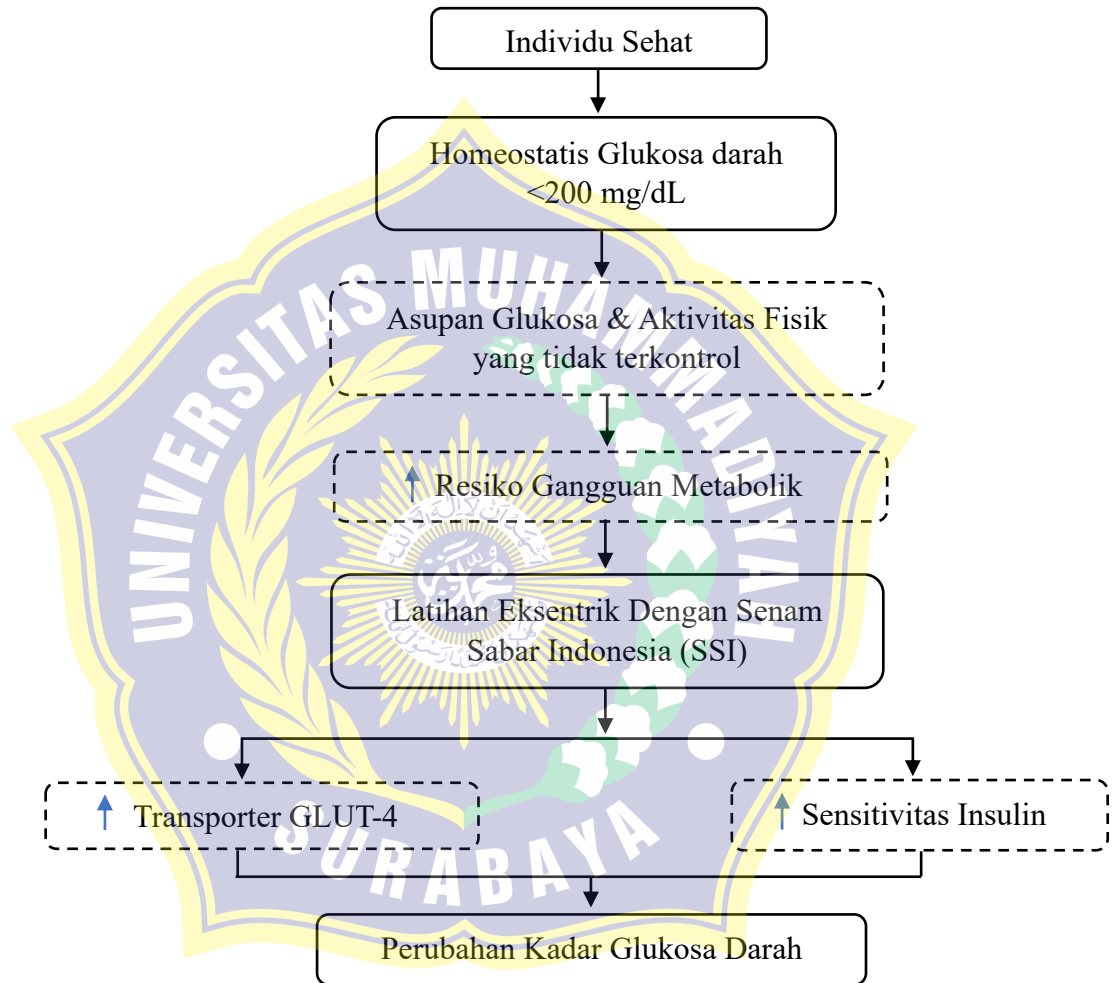 Individu Sehat
Homeostatis Glukosa darah
<200 mg/dL
Asupan Glukosa & Aktivitas Fisik
yang tidak terkontrol
↑ Resiko Gangguan Metabolik
Latihan Eksentrik Dengan Senam
Sabar Indonesia (SSI)
↑ Transporter GLUT-4
↑ Sensitivitas Insulin
Perubahan Kadar Glukosa Darah
UNIVERSITAS MUHAMMADIYAH
SURABAYA